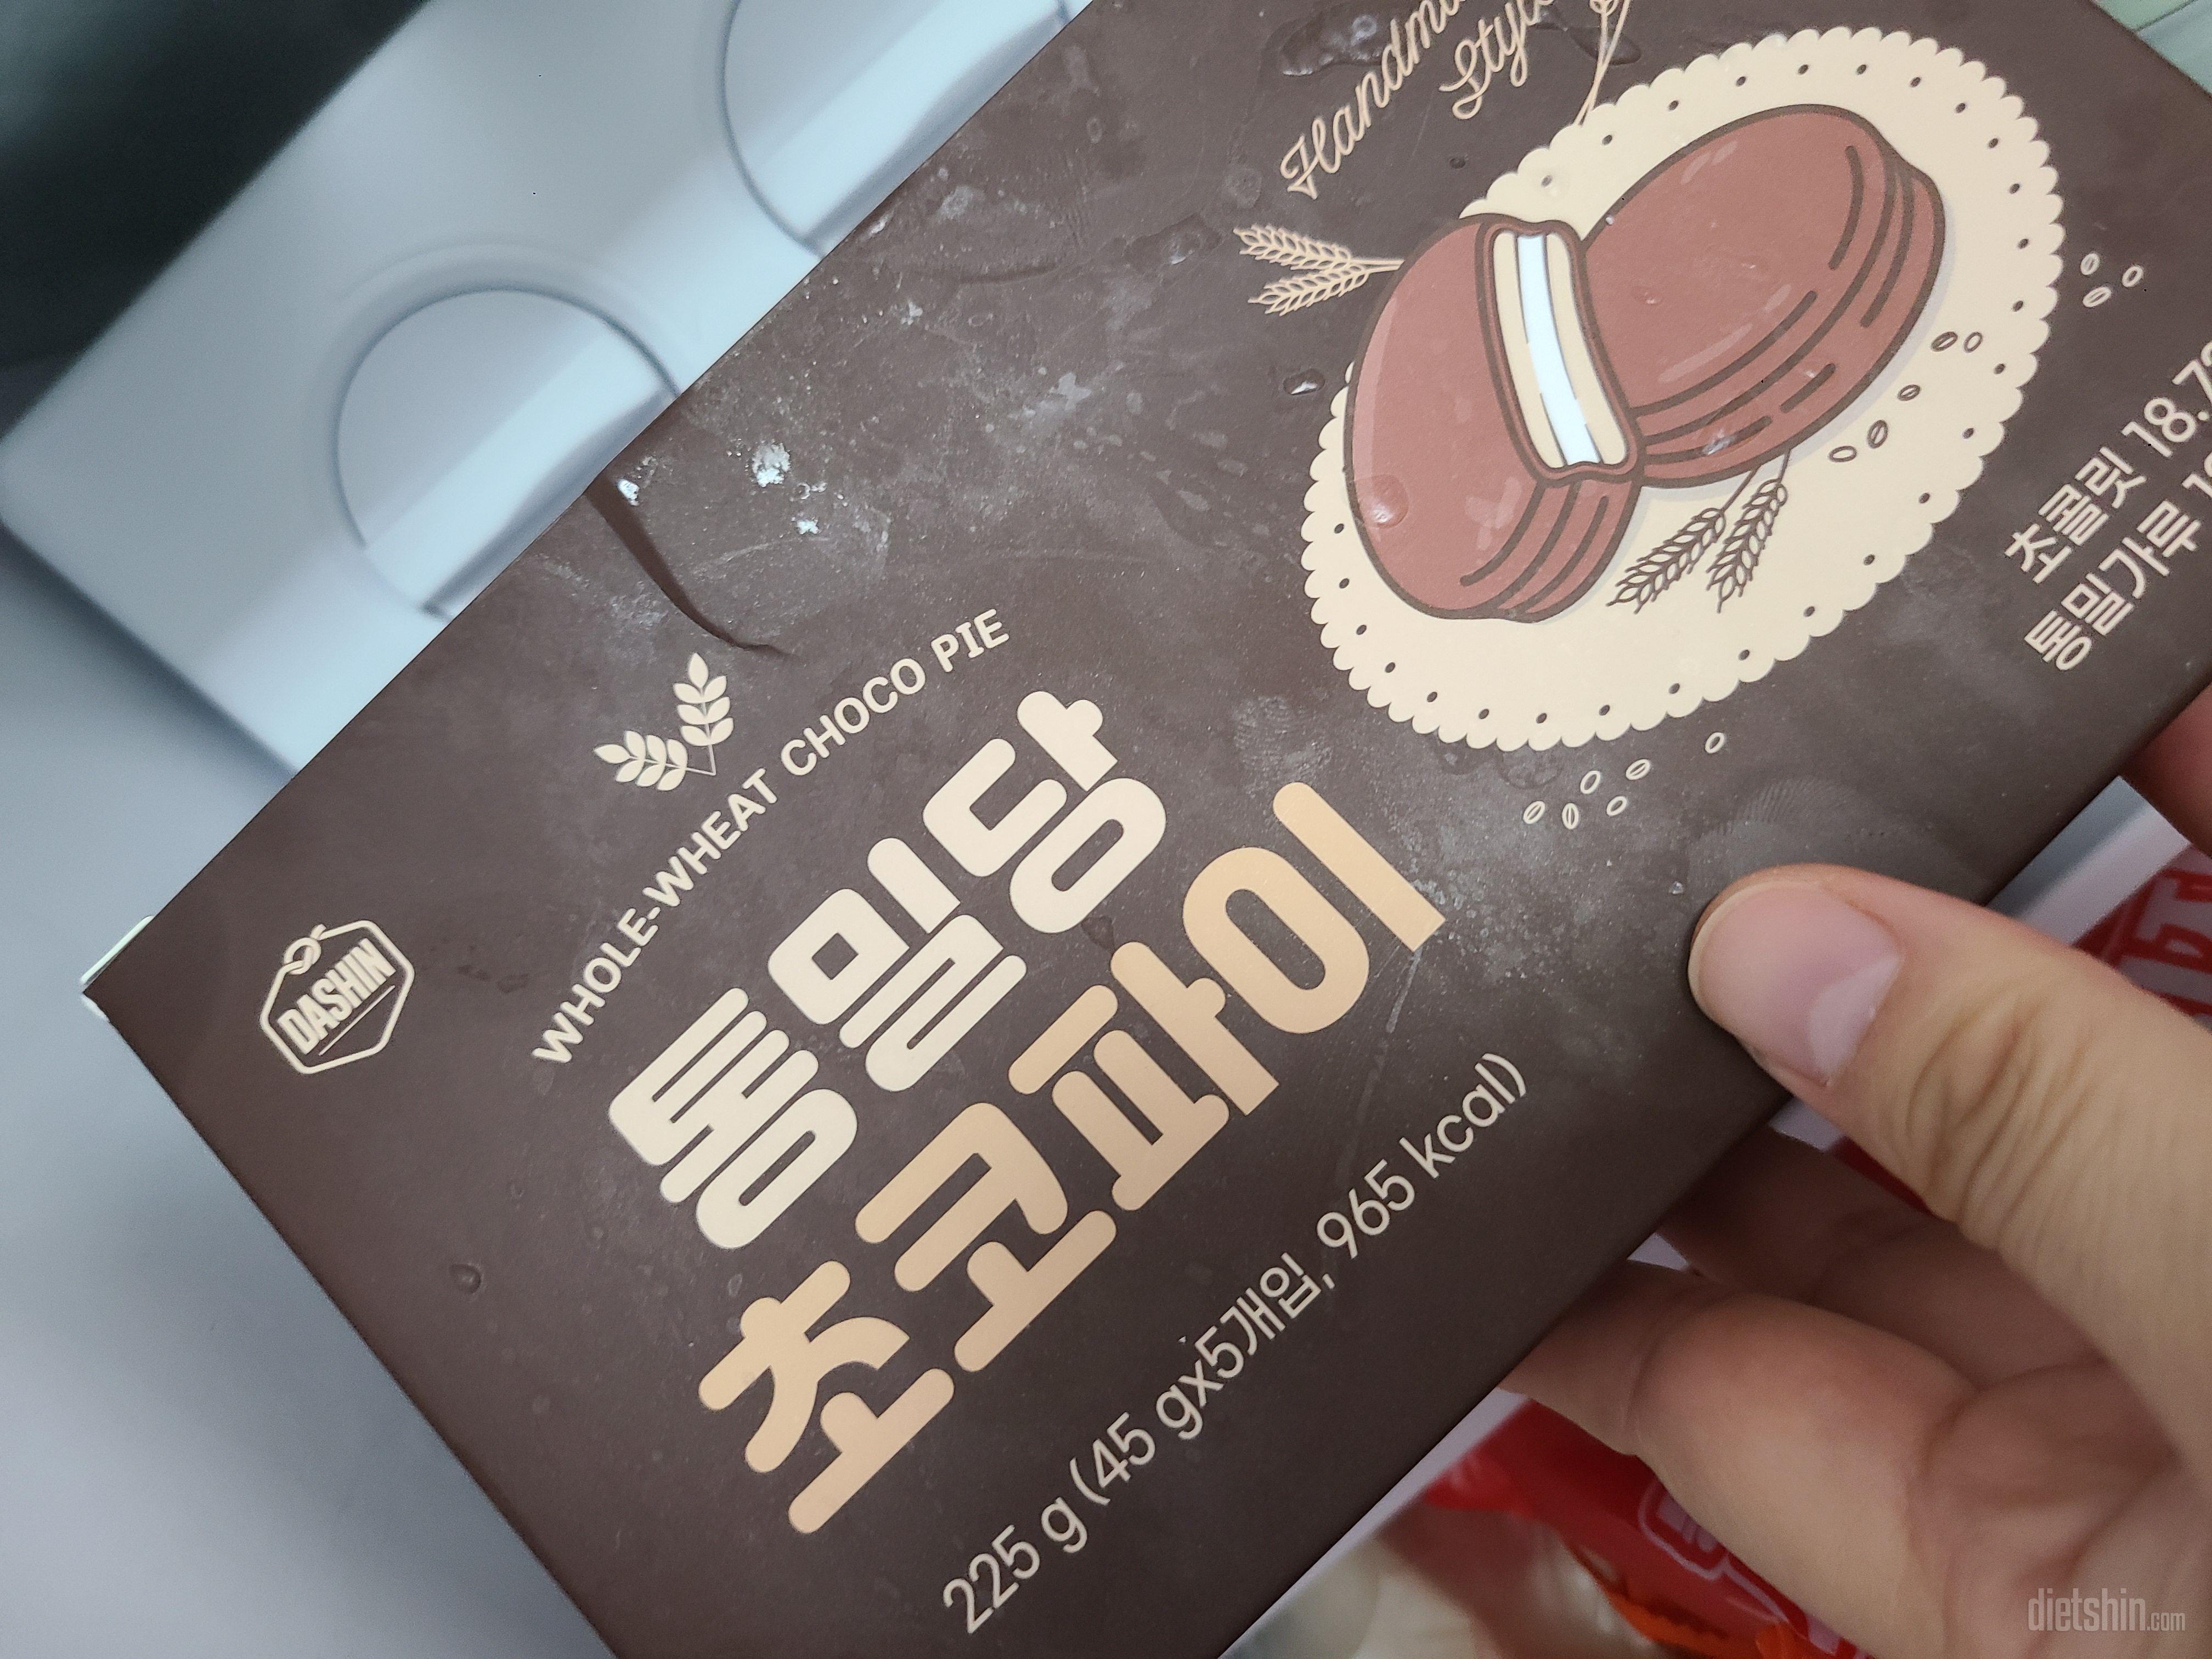 DASHIN
WHOLE-WHEAT CHOCO PIE
통밀당
초코파이
225 g (45 gx5개입, 965 kcal)
Style
초콜릿 18.7
통밀가루
dietshin.com